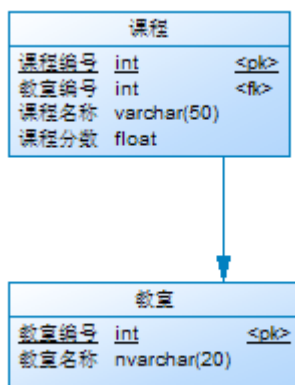 课程
课程编号 int <pk>
教室编号 int <fk>
课程名称 varchar(50)
课程分数 float
教室
教室编号 int <pk>
教室名称 nvarchar(20)